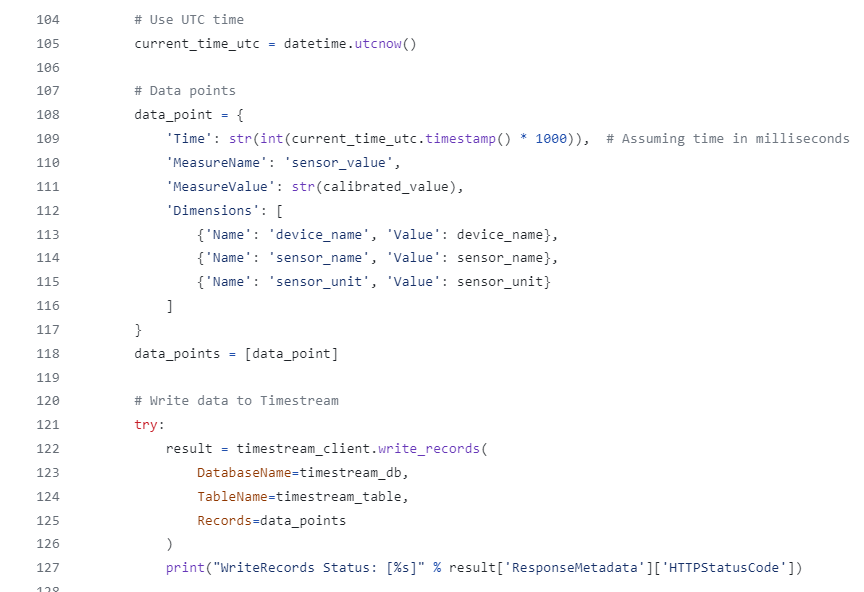 104 # Use UTC time
105 current_time_utc = datetime.utcnow()
106
107 # Data points
108 data_point = {
109 'Time': str(int(current_time_utc.timestamp() * 1000)), # Assuming time in milliseconds
110 'MeasureName': 'sensor_value',
111 'MeasureValue': str(calibrated_value),
112 'Dimensions': [
113 {'Name': 'device_name', 'Value': device_name},
114 {'Name': 'sensor_name', 'Value': sensor_name},
115 {'Name': 'sensor_unit', 'Value': sensor_unit}
116 ]
117 }
118 data_points = [data_point]
119
120 # Write data to Timestream
121 try:
122 result = timestream_client.write_records(
123 DatabaseName=timestream_db,
124 TableName=timestream_table,
125 Records=data_points
126 )
127 print("WriteRecords Status: [%s]" % result['ResponseMetadata']['HTTPStatusCode'])